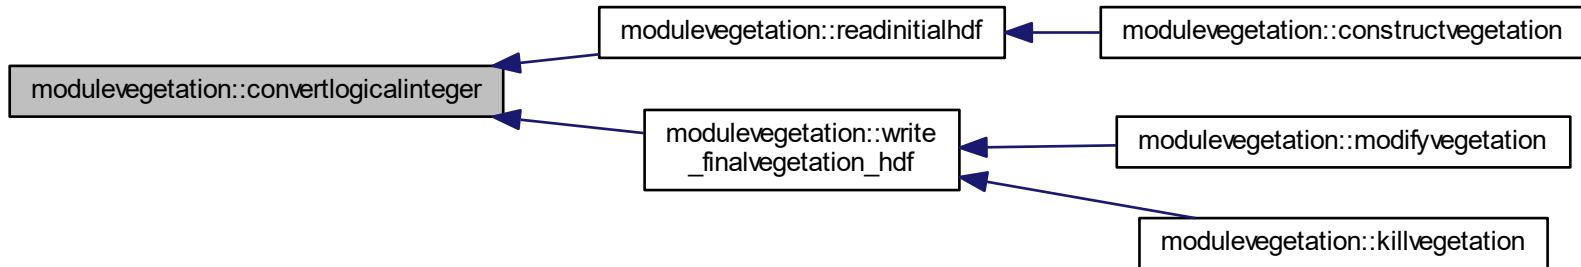 modulevegetation::convertlogicalinteger
modulevegetation::readinitialhdf
modulevegetation::constructvegetation
modulevegetation::write
_finalvegetation_hdf
modulevegetation::modifyvegetation
modulevegetation::killvegetation